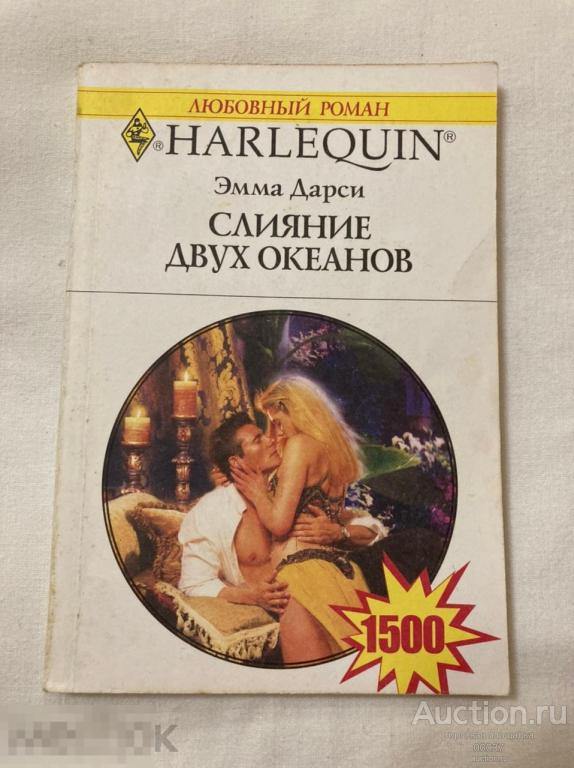 ЛЮБОВНЫЙ РОМАН
® HARLEQUIN®
Эмма Дарси
СЛИЯНИЕ
ДВУХ ОКЕАНОВ
1500
Auction.ru